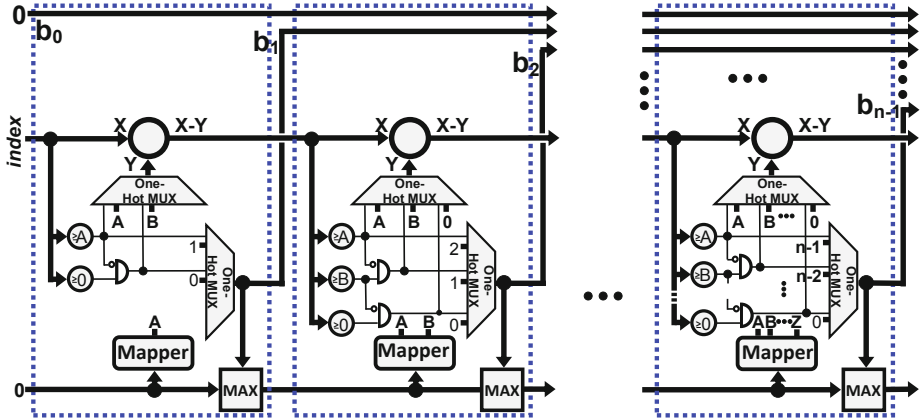 0
b0
b1
b2
bn-1
index
X
X-Y
Y
One-
Hot MUX
A
B
≥A
≥0
1
0
One-
Hot MUX
A
Mapper
0
MAX
X
X-Y
Y
One-
Hot MUX
A
B
0
≥A
≥B
≥0
2
1
0
One-
Hot MUX
A
B
Mapper
MAX
X
X-Y
Y
One-
Hot MUX
A
B
0
≥A
≥B
≥0
n-1
n-2
0
One-
Hot MUX
A
B
Z
Mapper
MAX